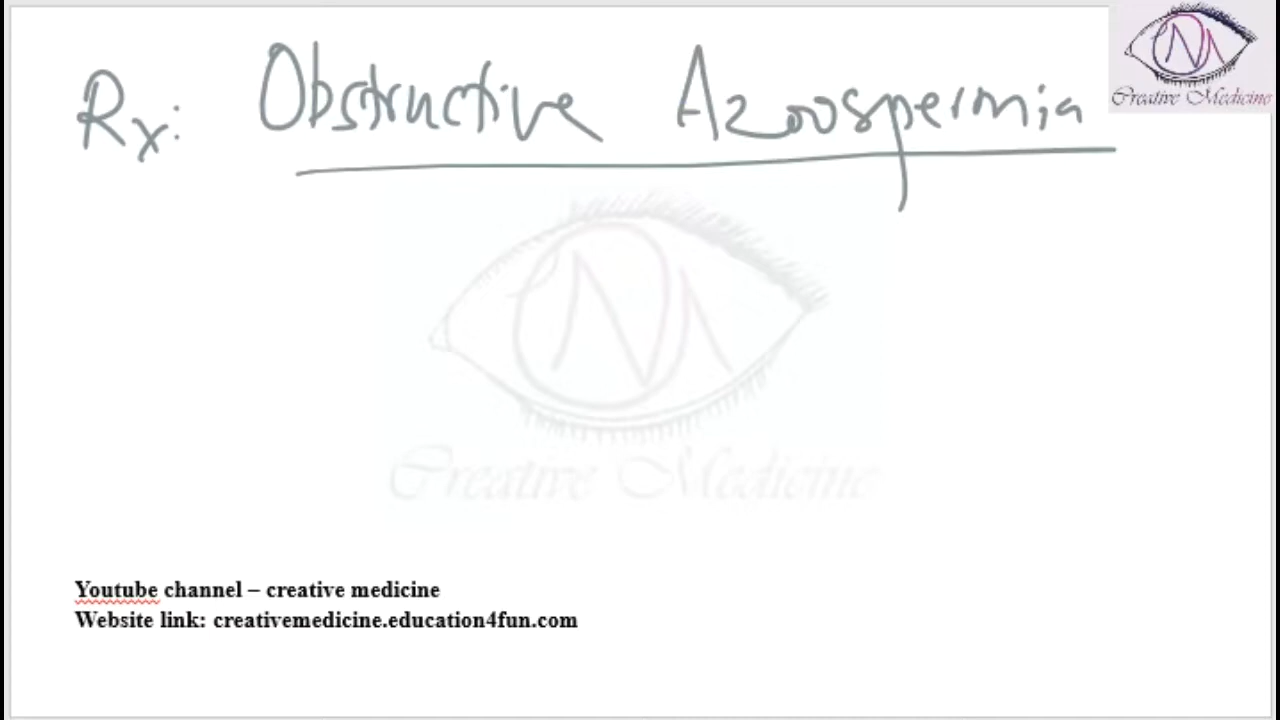 Rx: Obstructive Azoospermia
Creative Medicine
Creative Medicine
Youtube channel – creative medicine
Website link: creativemedicine.education4fun.com